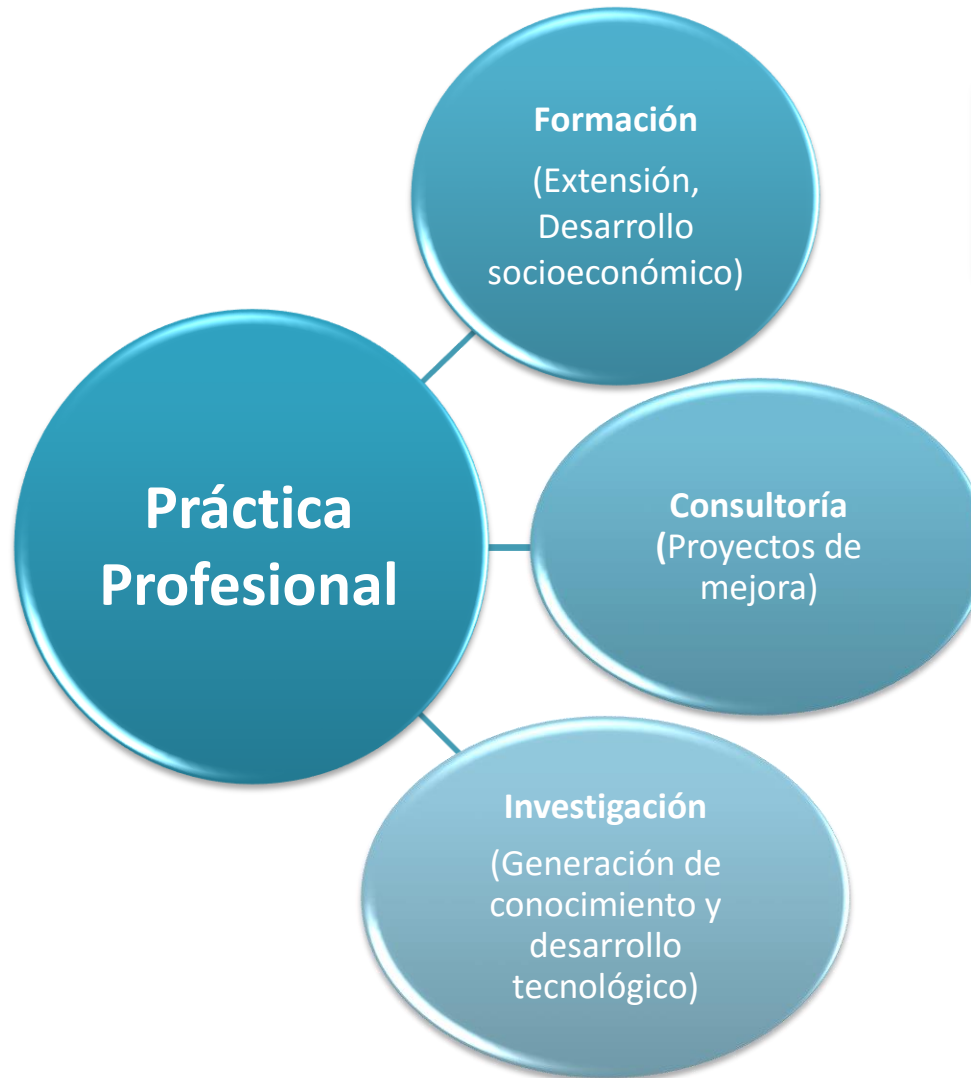 Formación
(Extensión,
Desarrollo
socioeconómico)
Práctica
Profesional
Consultoría
(Proyectos de
mejora)
Investigación
(Generación de
conocimiento y
desarrollo
tecnológico)